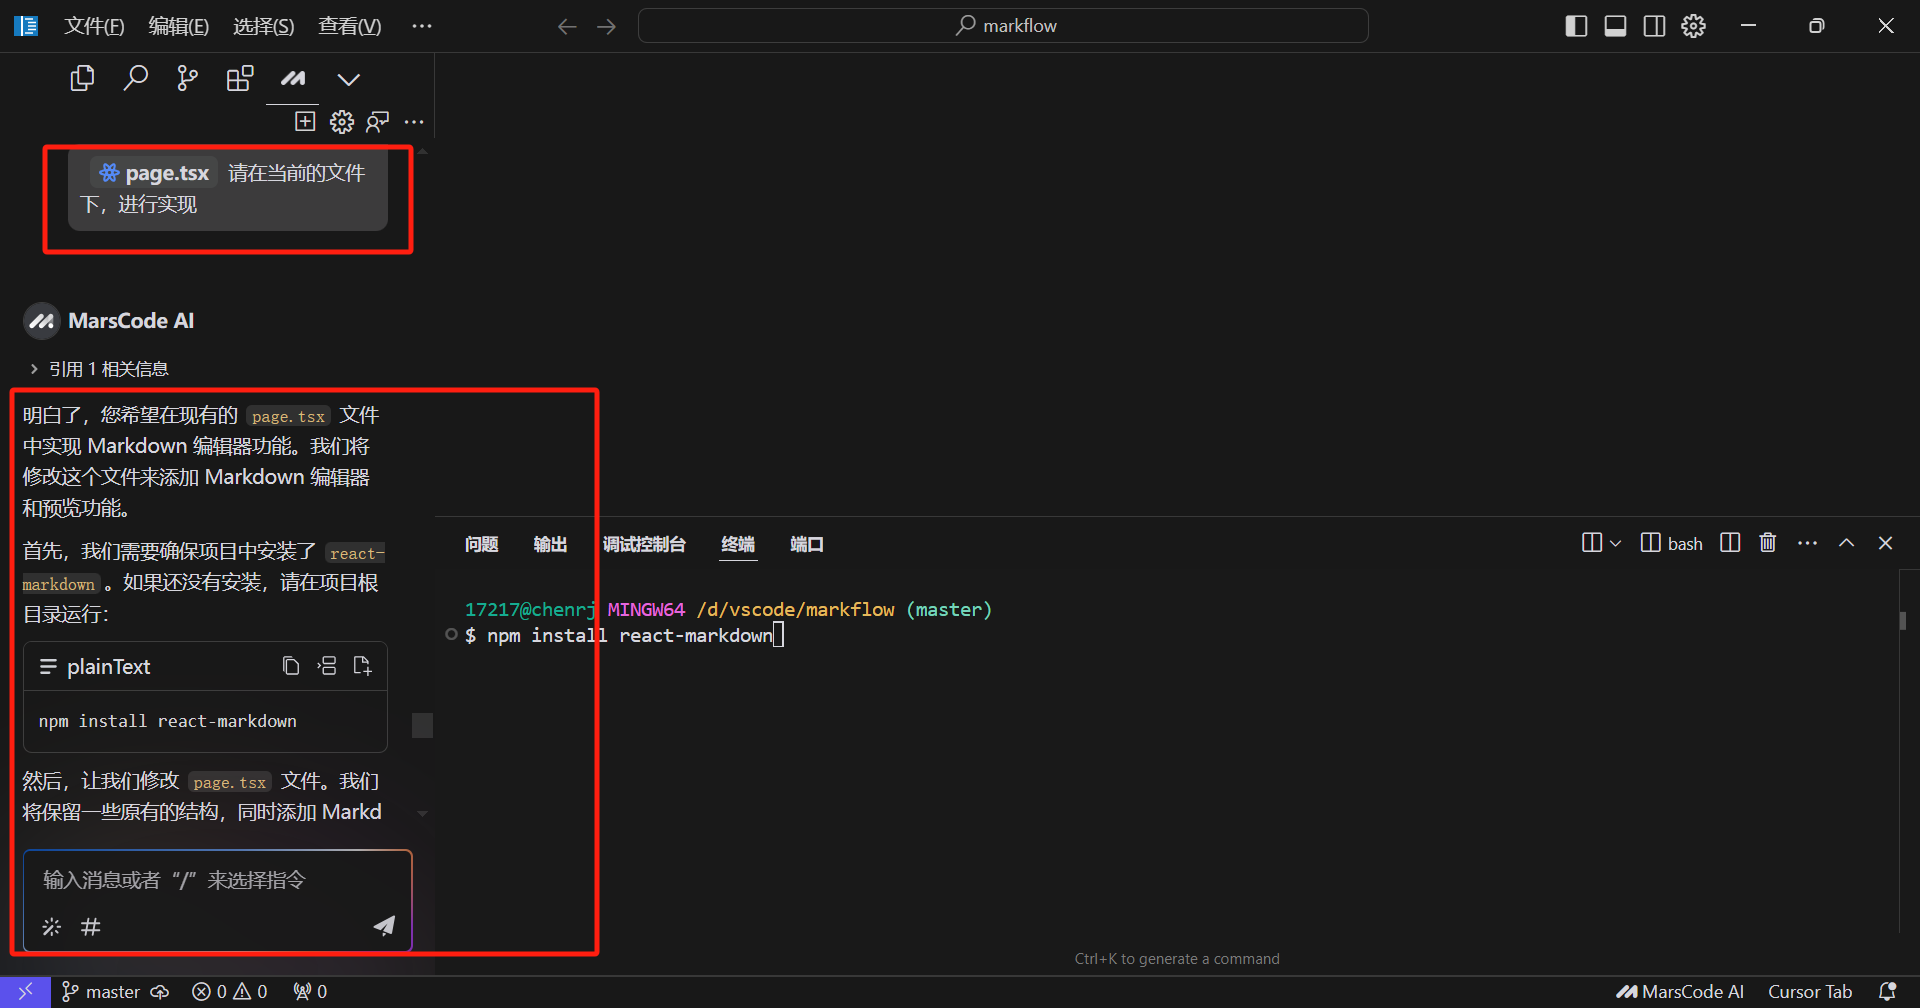 文件(F) 编辑(E) 选择(S) 查看(V) ··· markflow
page.tsx 请在当前的文件
下，进行实现
MarsCode AI
引用 1 相关信息
明白了，您希望在现有的 page.tsx 文件
中实现 Markdown 编辑器功能。我们将
修改这个文件来添加 Markdown 编辑器
和预览功能。
首先，我们需要确保项目中安装了 react-
markdown 。如果还没有安装，请在项目根
目录运行：
plainText
npm install react-markdown
然后，让我们修改 page.tsx 文件。我们
将保留一些原有的结构，同时添加 Markd
输入消息或者 “/” 来选择指令
问题 输出 调试控制台 终端 端口 bash
17217@chenrj MINGW64 /d/vscode/markflow (master)
$ npm install react-markdown
Ctrl+K to generate a command
master 0 0 0 MarsCode AI Cursor Tab